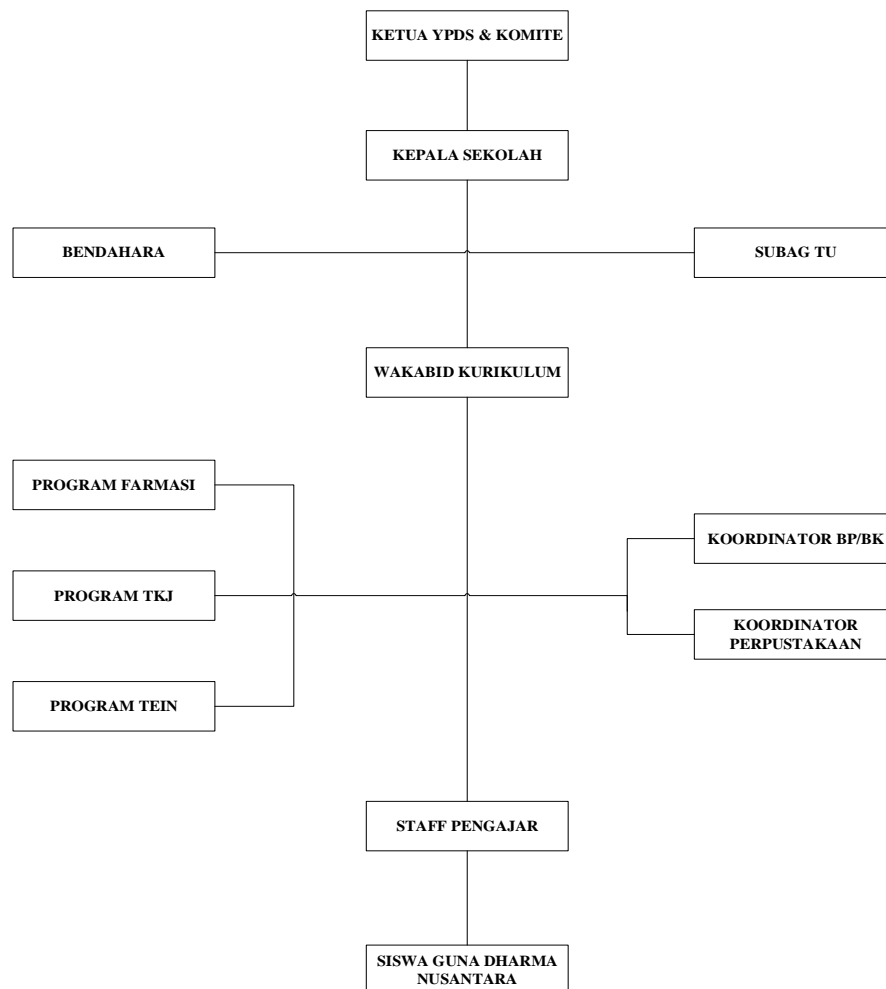 KETUA YPDS & KOMITE
KEPALA SEKOLAH
BENDAHARA
SUBAG TU
WAKABID KURIKULUM
PROGRAM FARMASI
KOORDINATOR BP/BK
PROGRAM TKJ
KOORDINATOR
PERPUSTAKAAN
PROGRAM TEIN
STAFF PENGAJAR
SISWA GUNA DHARMA
NUSANTARA